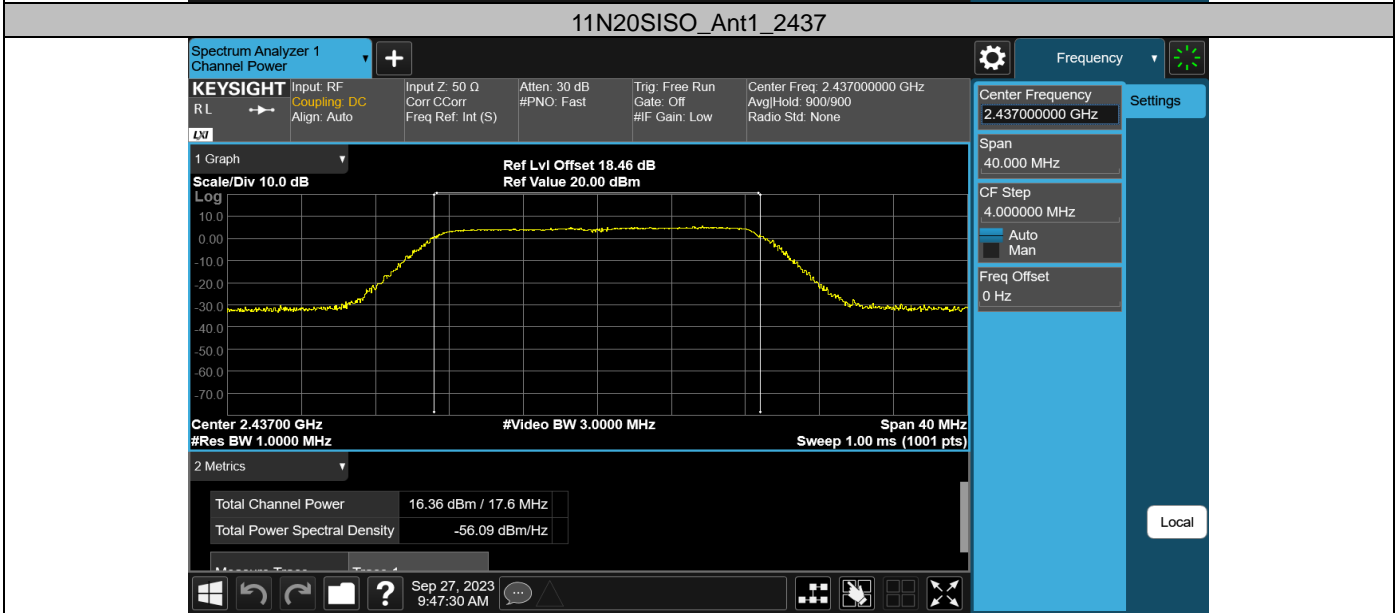 11N20SISO_Ant1_2437
Spectrum Analyzer 1
Channel Power
Frequency
KEYSIGHT
R L
LXI
Input: RF
Coupling: DC
Align: Auto
Input Z: 50 Ω
Corr CCorr
Freq Ref: Int (S)
Atten: 30 dB
#PNO: Fast
Trig: Free Run
Gate: Off
#IF Gain: Low
Center Freq: 2.437000000 GHz
Avg|Hold: 900/900
Radio Std: None
Center Frequency
2.437000000 GHz
Settings
Span
40.000 MHz
CF Step
4.000000 MHz
Auto
Man
Freq Offset
0 Hz
Local
1 Graph
Ref Lvl Offset 18.46 dB
Scale/Div 10.0 dB
Ref Value 20.00 dBm
Log
10.0
0.00
-10.0
-20.0
-30.0
-40.0
-50.0
-60.0
-70.0
Center 2.43700 GHz
#Video BW 3.0000 MHz
Span 40 MHz
#Res BW 1.0000 MHz
Sweep 1.00 ms (1001 pts)
2 Metrics
Total Channel Power 16.36 dBm / 17.6 MHz
Total Power Spectral Density -56.09 dBm/Hz
?
Sep 27, 2023
9:47:30 AM